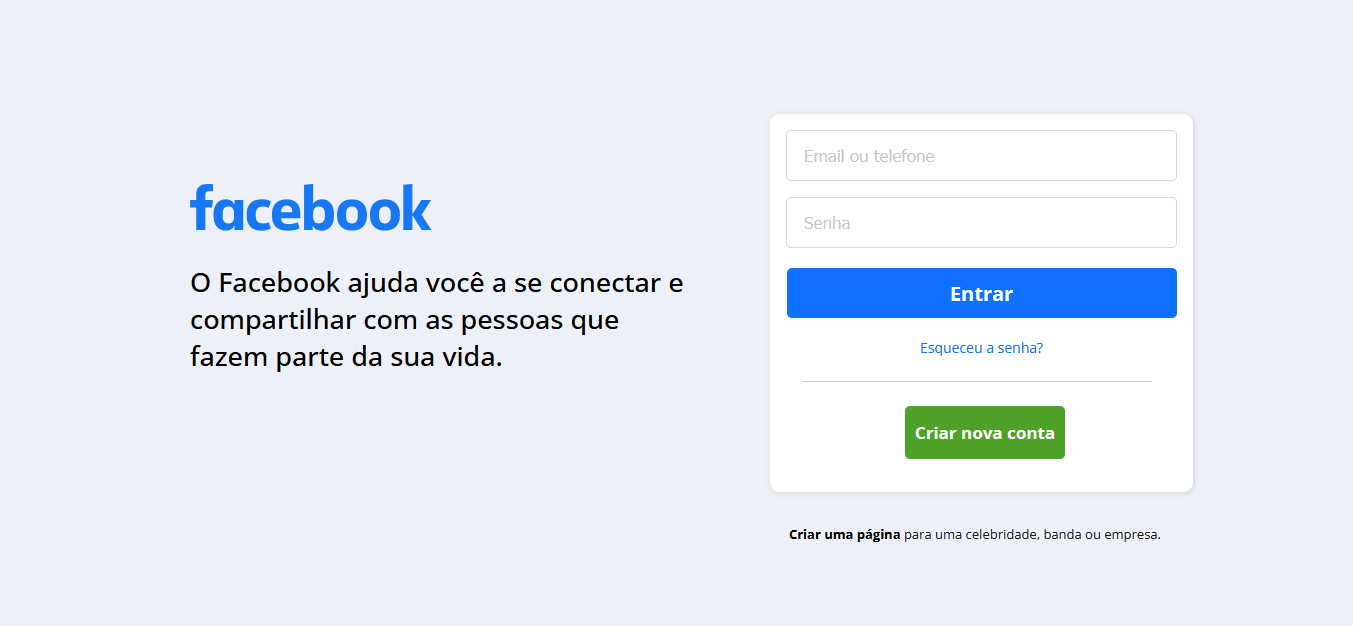 facebook
O Facebook ajuda você a se conectar e
compartilhar com as pessoas que
fazem parte da sua vida.
Email ou telefone
Senha
Entrar
Esqueceu a senha?
Criar nova conta
Criar uma página para uma celebridade, banda ou empresa.